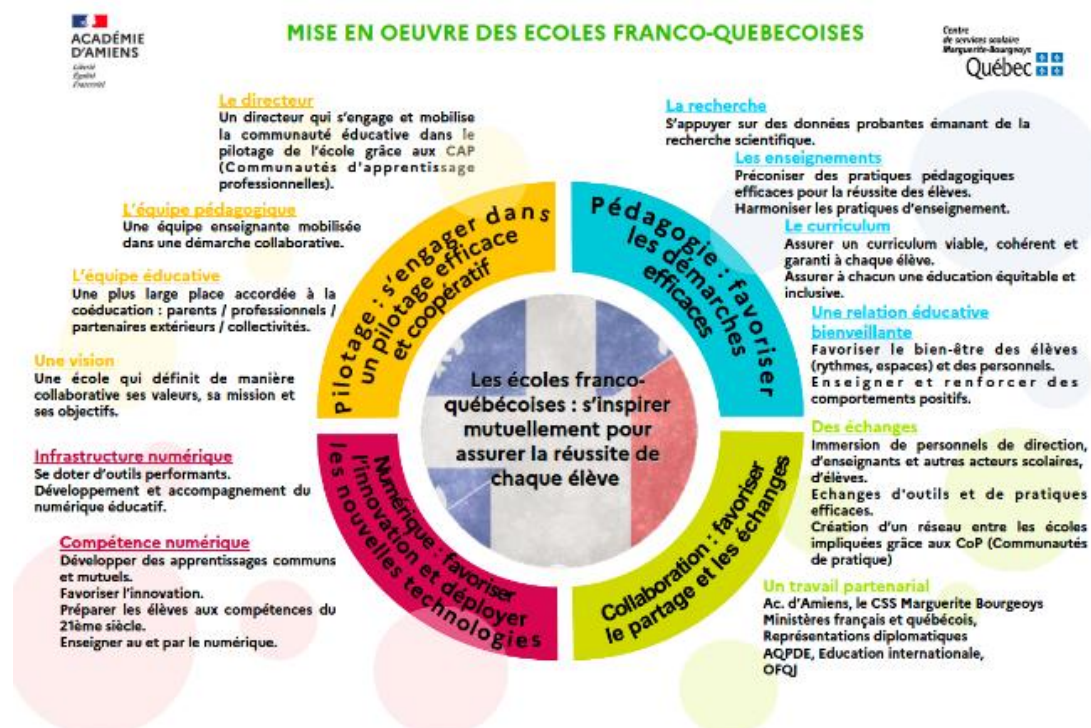 ACADÉMIE
D'AMIENS
Liberté
Égalité
Fraternité
MISE EN OEUVRE DES ECOLES FRANCO-QUEBECOISES
Centre
de services scolaire
Marguerite-Bourgeoys
Québec
Le directeur
Un directeur qui s'engage et mobilise
la communauté éducative dans le
pilotage de l'école grâce aux CAP
(Communautés d'apprentissage
professionnelles).
L'équipe pédagogique
Une équipe enseignante mobilisée
dans une démarche collaborative.
L'équipe éducative
Une plus large place accordée à la
coéducation : parents / professionnels /
partenaires extérieurs / collectivités.
Une vision
Une école qui définit de manière
collaborative ses valeurs, sa mission et
ses objectifs.
Infrastructure numérique
Se doter d'outils performants.
Développement et accompagnement du
numérique éducatif.
Compétence numérique
Développer des apprentissages communs
et mutuels.
Favoriser l'innovation.
Préparer les élèves aux compétences du
21ème siècle.
Enseigner au et par le numérique.
Pilotage : s'engager dans
un pilotage efficace
et coopératif
Pédagogie : favoriser
les démarches
efficaces
Les écoles franco-
québécoises : s'inspirer
mutuellement pour
assurer la réussite de
chaque élève
Numérique : favoriser
l'innovation et déployer
les nouvelles technologies
Collaboration : favoriser
le partage et les échanges
La recherche
S'appuyer sur des données probantes émanant de la
recherche scientifique.
Les enseignements
Préconiser des pratiques pédagogiques
efficaces pour la réussite des élèves.
Harmoniser les pratiques d'enseignement.
Le curriculum
Assurer un curriculum viable, cohérent et
garanti à chaque élève.
Assurer à chacun une éducation équitable et
inclusive.
Une relation éducative
bienveillante
Favoriser le bien-être des élèves
(rythmes, espaces) et des personnels.
Enseigner et renforcer des
comportements positifs.
Des échanges
Immersion de personnels de direction,
d'enseignants et autres acteurs scolaires,
d'élèves.
Echanges d'outils et de pratiques
efficaces.
Création d'un réseau entre les écoles
impliquées grâce aux CoP (Communautés
de pratique)
Un travail partenarial
Ac. d'Amiens, le CSS Marguerite Bourgeoys
Ministères français et québécois,
Représentations diplomatiques
AQPDE, Education internationale,
OFQJ